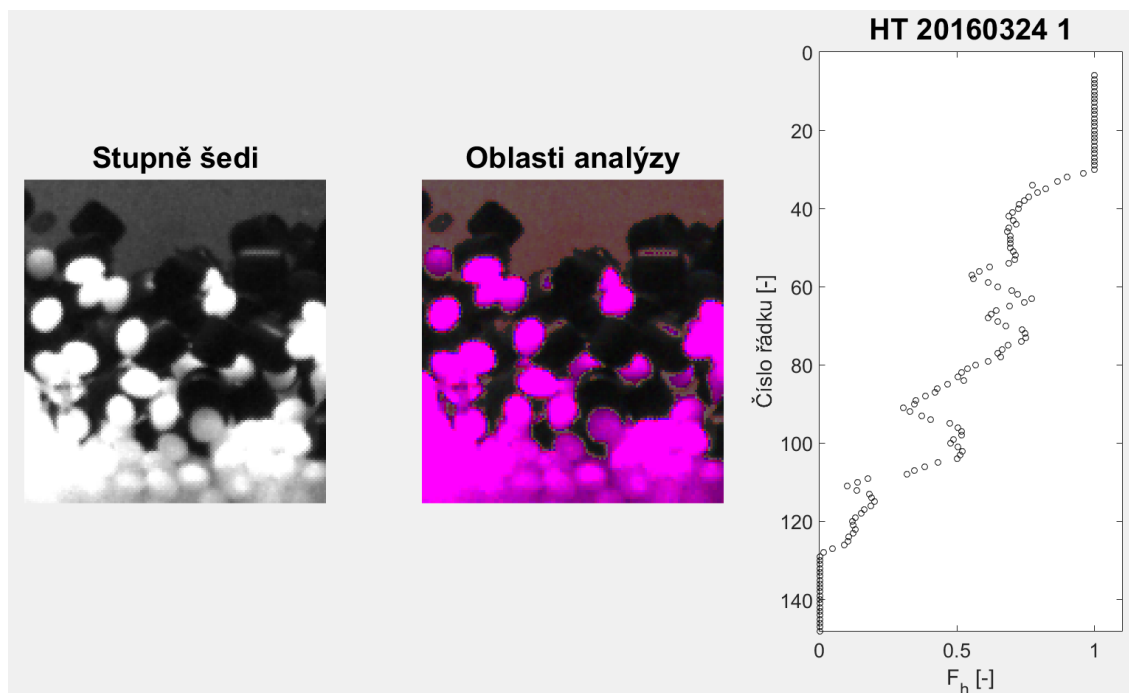 Stupně šedi
Oblasti analýzy
HT 20160324 1
Číslo řádku [-]
0
20
40
60
80
100
120
140
0
0.5
1
F_h [-]